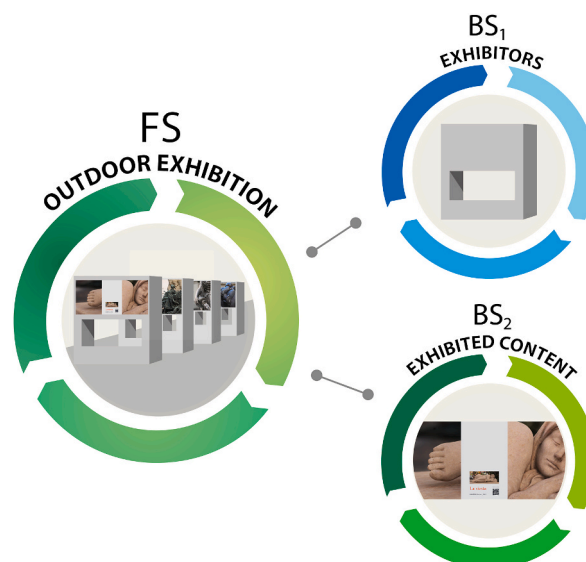 FS
OUTDOOR EXHIBITION
BS₁
EXHIBITORS
BS₂
EXHIBITED CONTENT